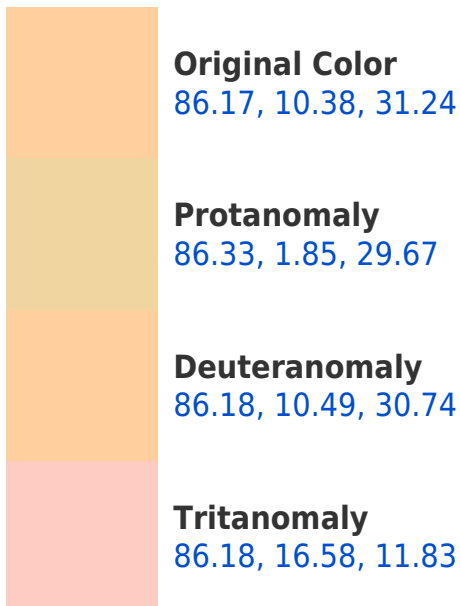 Original Color
86.17, 10.38, 31.24
Protanomaly
86.33, 1.85, 29.67
Deuteranomaly
86.18, 10.49, 30.74
Tritanomaly
86.18, 16.58, 11.83